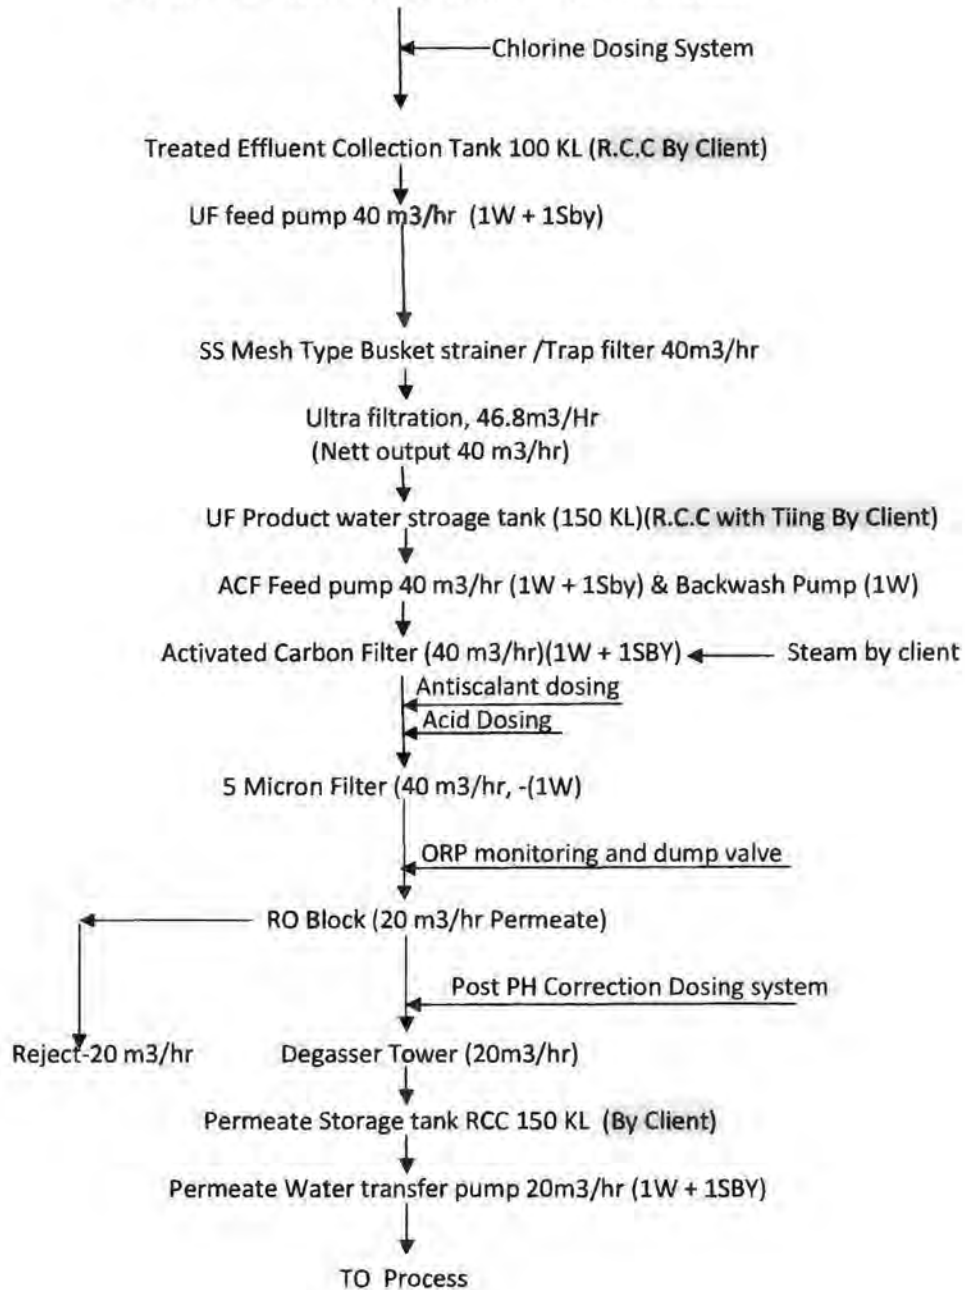 Chlorine Dosing System
Treated Effluent Collection Tank 100 KL (R.C.C By Client)
UF feed pump 40 m3/hr (1W + 1Sby)
SS Mesh Type Busket strainer /Trap filter 40m3/hr
Ultra filtration, 46.8m3/Hr
(Nett output 40 m3/hr)
UF Product water stroage tank (150 KL)(R.C.C with Tiing By Client)
ACF Feed pump 40 m3/hr (1W + 1Sby) & Backwash Pump (1W)
Activated Carbon Filter (40 m3/hr)(1W + 1SBY) Steam by client
Antiscalant dosing
Acid Dosing
5 Micron Filter (40 m3/hr, -(1W)
ORP monitoring and dump valve
RO Block (20 m3/hr Permeate)
Post PH Correction Dosing system
Reject-20 m3/hr Degasser Tower (20m3/hr)
Permeate Storage tank RCC 150 KL (By Client)
Permeate Water transfer pump 20m3/hr (1W + 1SBY)
TO Process